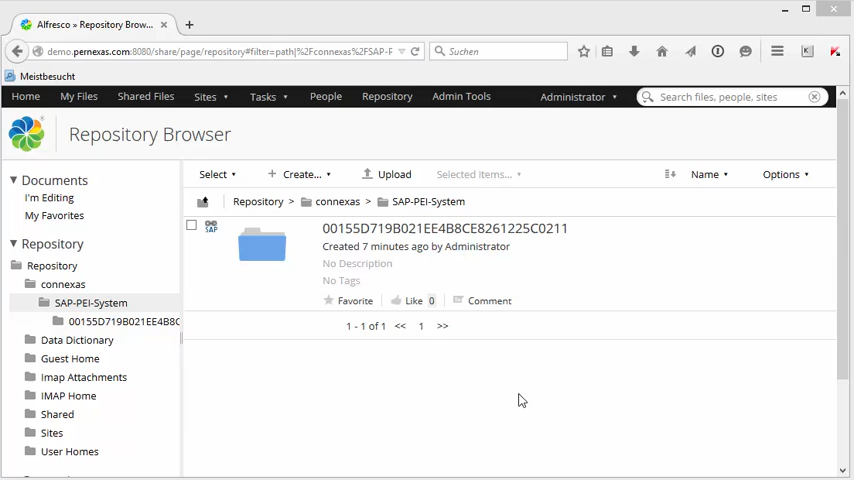 Alfresco » Repository Brow...
demo.pernexas.com:8080/share/page/repository#filter=path|%2Fconnexas%2FSAP-F
Suchen
Meistbesucht
Home My Files Shared Files Sites Tasks People Repository Admin Tools Administrator Search files, people, sites
Repository Browser
Documents
I'm Editing
My Favorites
Repository
Repository
connexas
SAP-PEI-System
00155D719B021EE4B8C
Data Dictionary
Guest Home
Imap Attachments
IMAP Home
Shared
Sites
User Homes
Select + Create... Upload Selected items... Name Options
Repository > connexas > SAP-PEI-System
SAP
00155D719B021EE4B8CE8261225C0211
Created 7 minutes ago by Administrator
No Description
No Tags
Favorite Like 0 Comment
1 - 1 of 1 << 1 >>